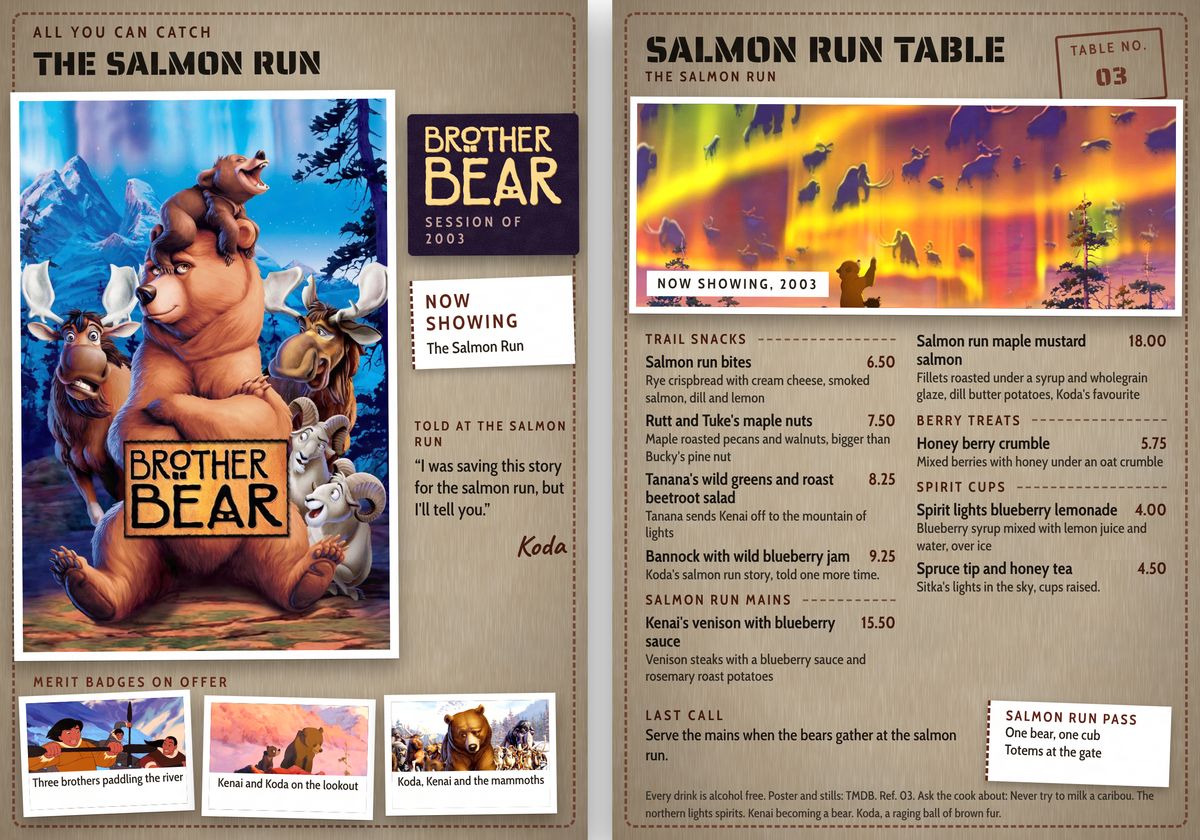 ALL YOU CAN CATCH
THE SALMON RUN
BROTHER
BEAR
SESSION OF
2003
NOW
SHOWING
The Salmon Run
TOLD AT THE SALMON
RUN
“I was saving this story
for the salmon run, but
I'll tell you.”
Koda
BROTHER
BEAR
MERIT BADGES ON OFFER
Three brothers paddling the river
Kenai and Koda on the lookout
Koda, Kenai and the mammoths
SALMON RUN TABLE
THE SALMON RUN
TABLE NO.
03
NOW SHOWING, 2003
TRAIL SNACKS
Salmon run bites 6.50
Rye crispbread with cream cheese, smoked
salmon, dill and lemon
Rutt and Tuke's maple nuts 7.50
Maple roasted pecans and walnuts, bigger than
Bucky's pine nut
Tanana's wild greens and roast 8.25
beetroot salad
Tanana sends Kenai off to the mountain of
lights
Bannock with wild blueberry jam 9.25
Koda's salmon run story, told one more time.
SALMON RUN MAINS
Kenai's venison with blueberry 15.50
sauce
Venison steaks with a blueberry sauce and
rosemary roast potatoes
Salmon run maple mustard 18.00
salmon
Fillets roasted under a syrup and wholegrain
glaze, dill butter potatoes, Koda's favourite
BERRY TREATS
Honey berry crumble 5.75
Mixed berries with honey under an oat crumble
SPIRIT CUPS
Spirit lights blueberry lemonade 4.00
Blueberry syrup mixed with lemon juice and
water, over ice
Spruce tip and honey tea 4.50
Sitka's lights in the sky, cups raised.
LAST CALL
Serve the mains when the bears gather at the salmon
run.
SALMON RUN PASS
One bear, one cub
Totems at the gate
Every drink is alcohol free. Poster and stills: TMDB. Ref. 03. Ask the cook about: Never try to milk a caribou. The
northern lights spirits. Kenai becoming a bear. Koda, a raging ball of brown fur.